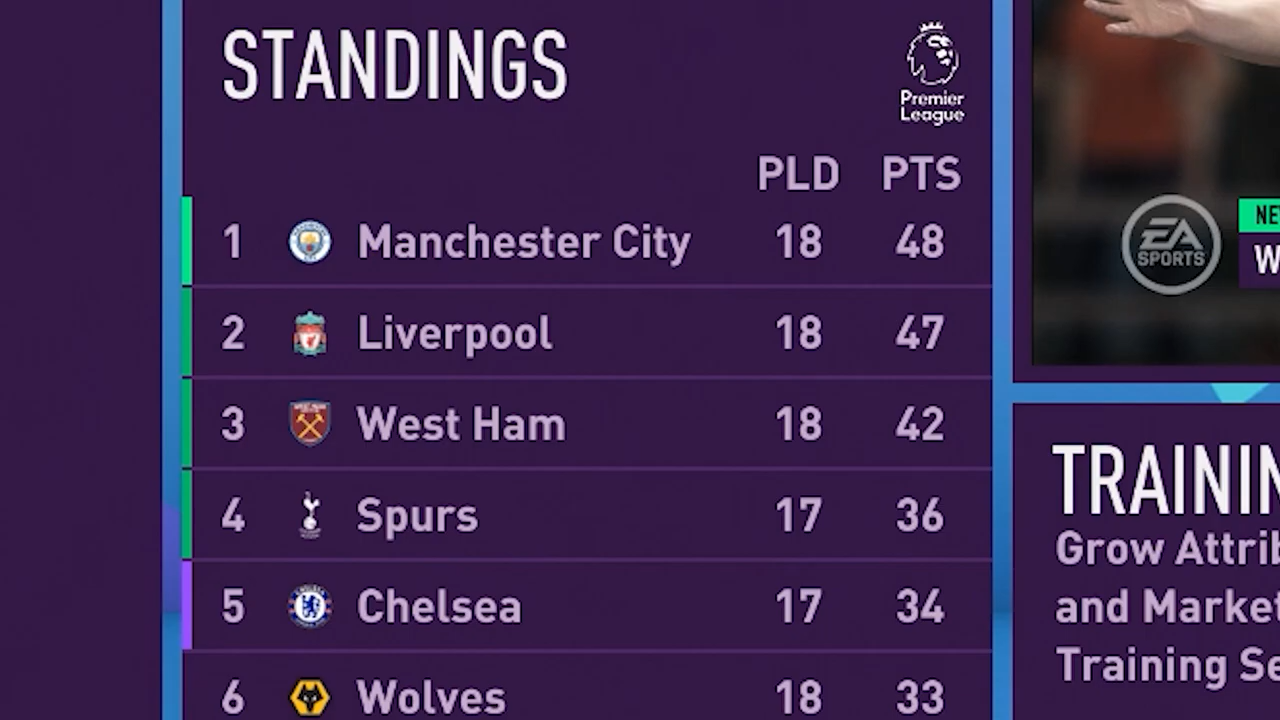 STANDINGS
Premier
League
PLD PTS
1 Manchester City 18 48
2 Liverpool 18 47
3 West Ham 18 42
4 Spurs 17 36
5 Chelsea 17 34
6 Wolves 18 33
EA
SPORTS
NE
W
TRAININ
Grow Attrib
and Market
Training Se